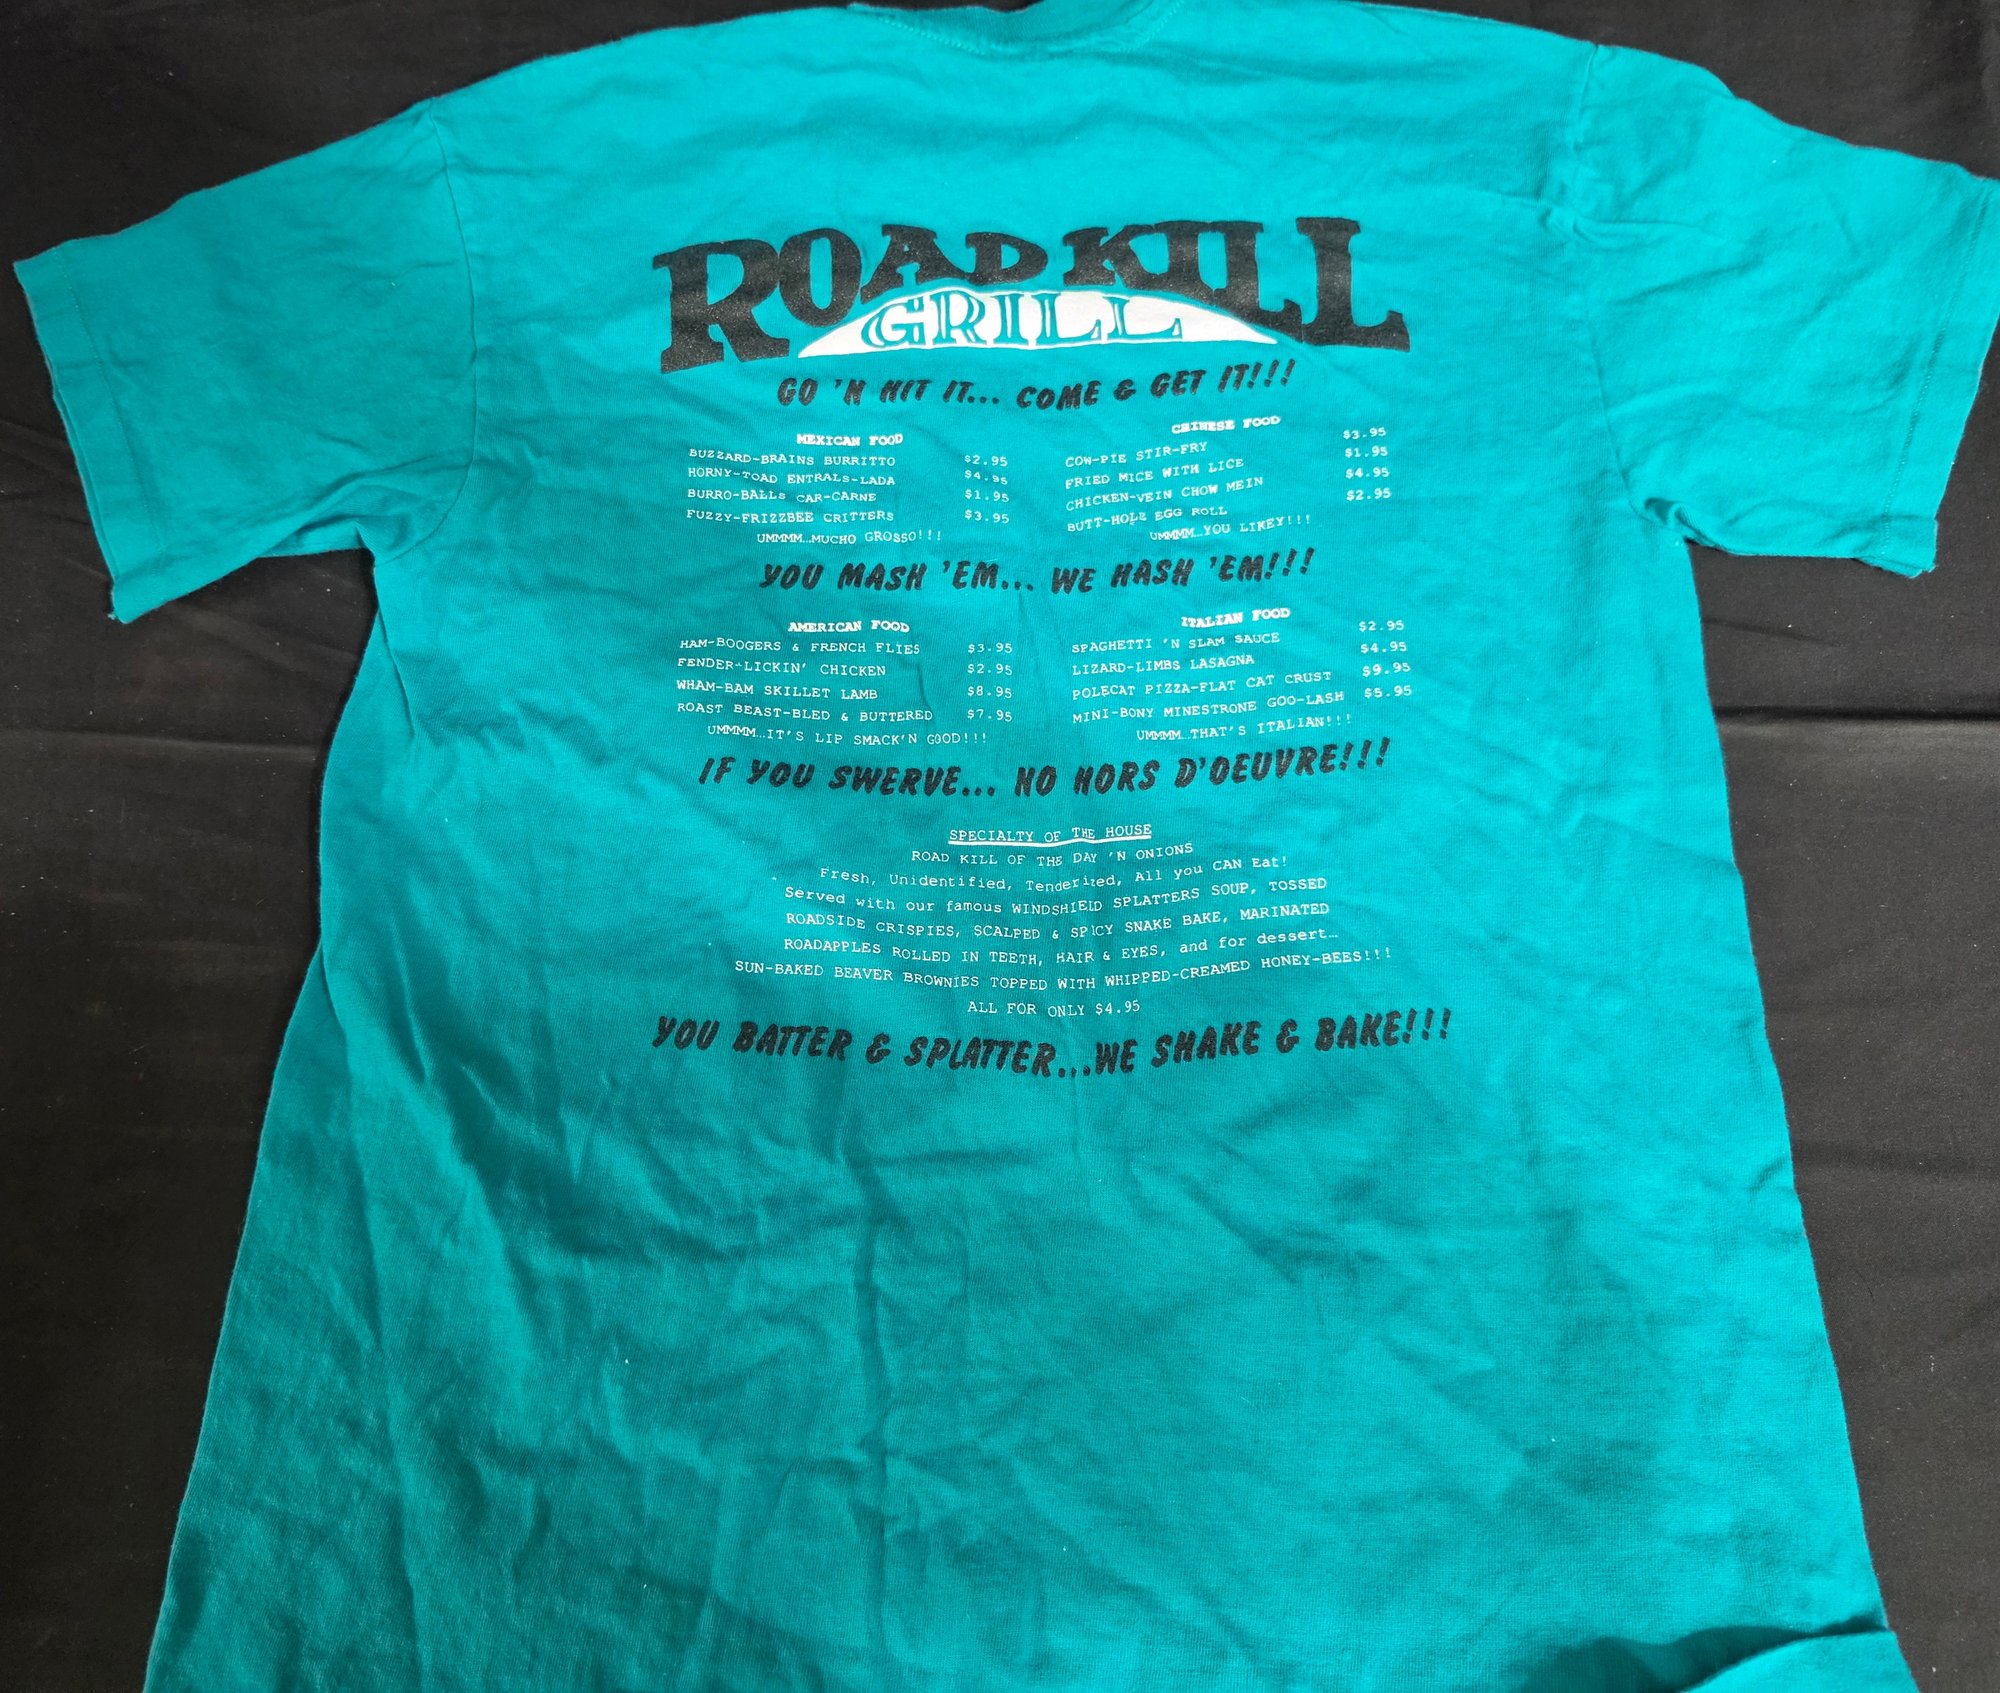 ROAD KILL
GRILL
GO 'N HIT IT... COME & GET IT!!!
MEXICAN FOOD
BUZZARD-BRAINS BURRITTO $2.95
HORNY-TOAD ENTRALS-LADA $4.95
BURRO-BALLS CAR-CARNE $1.95
FUZZY-FRIZZBEE CRITTERS $3.95
UMMMM...MUCHO GROSSO!!!
CHINESE FOOD
COW-PIE STIR-FRY $3.95
FRIED MICE WITH LICE $1.95
CHICKEN-VEIN CHOW MEIN $4.95
BUTT-HOLE EGG ROLL $2.95
UMMMM...YOU LIKEY!!!
YOU MASH 'EM... WE HASH 'EM!!!
AMERICAN FOOD
HAM-BOOGERS & FRENCH FLIES $3.95
FENDER-LICKIN' CHICKEN $2.95
WHAM-BAM SKILLET LAMB $8.95
ROAST BEAST-BLED & BUTTERED $7.95
UMMMM...IT'S LIP SMACK'N GOOD!!!
ITALIAN FOOD
SPAGHETTI 'N SLAM SAUCE $2.95
LIZARD-LIMBS LASAGNA $4.95
POLECAT PIZZA-FLAT CAT CRUST $9.95
MINI-BONY MINESTRONE GOO-LASH $5.95
UMMMM...THAT'S ITALIAN!!!
IF YOU SWERVE... NO HORS D'OEUVRE!!!
SPECIALTY OF THE HOUSE
ROAD KILL OF THE DAY 'N ONIONS
Fresh, Unidentified, Tenderized, All you CAN Eat!
Served with our famous WINDSHIELD SPLATTERS SOUP, TOSSED
ROADSIDE CRISPIES, SCALPED & SPICY SNAKE BAKE, MARINATED
ROADAPPLES ROLLED IN TEETH, HAIR & EYES, and for dessert...
SUN-BAKED BEAVER BROWNIES TOPPED WITH WHIPPED-CREAMED HONEY-BEES!!!
ALL FOR ONLY $4.95
YOU BATTER & SPLATTER...WE SHAKE & BAKE!!!